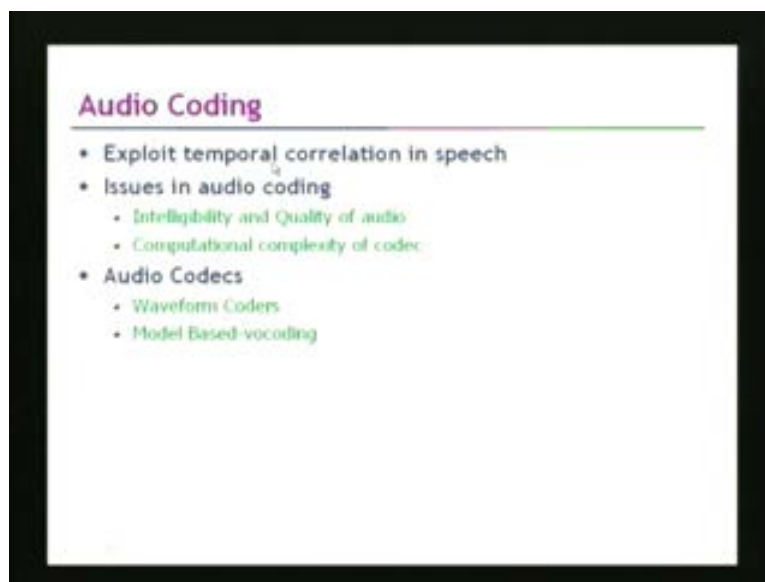 Audio Coding
• Exploit temporal correlation in speech
• Issues in audio coding
• Intelligibility and Quality of audio
• Computational complexity of codec
• Audio Codecs
• Waveform Coders
• Model Based-vocoding